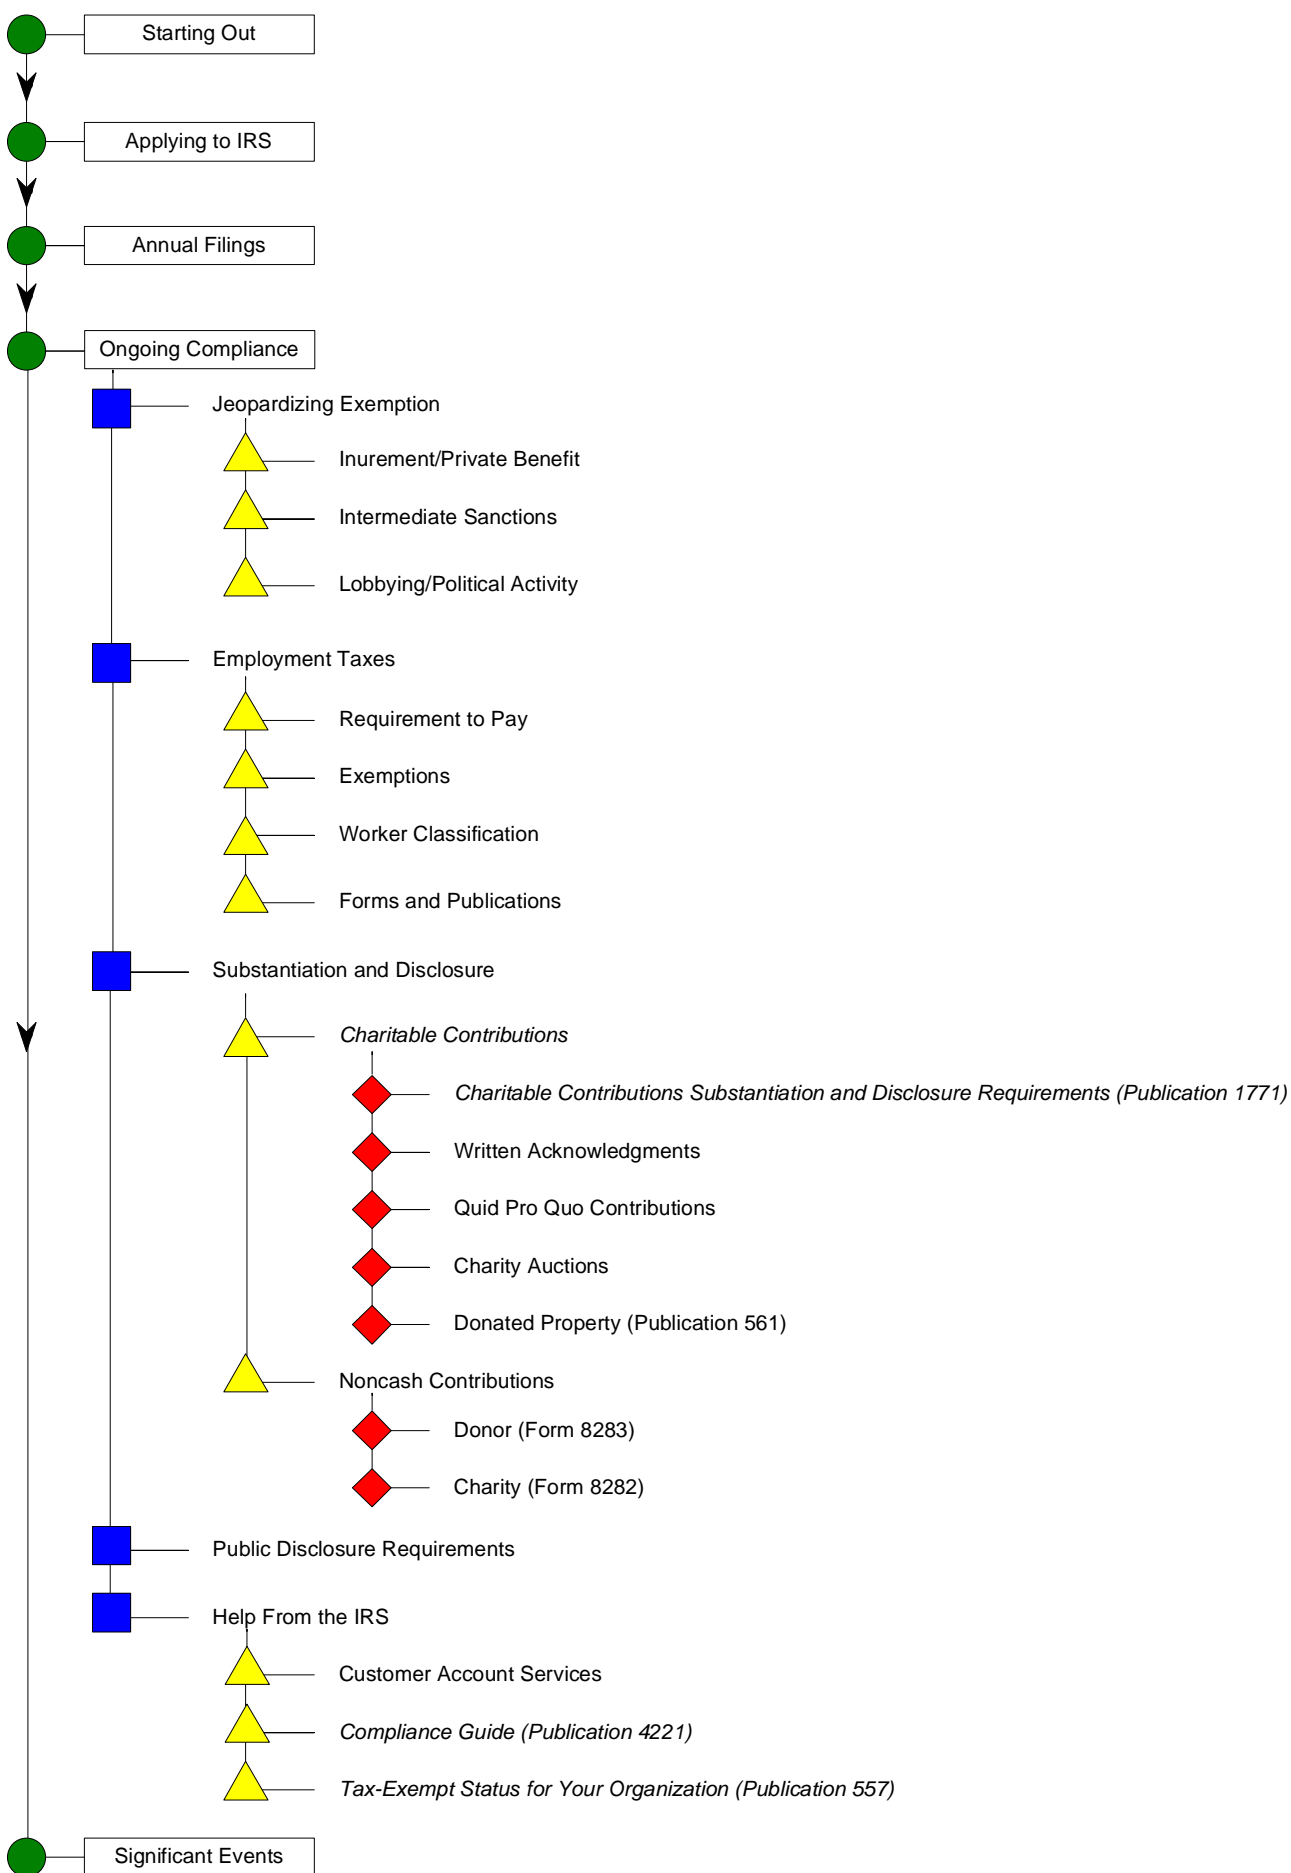 Starting Out
Applying to IRS
Annual Filings
Ongoing Compliance
Jeopardizing Exemption
Inurement/Private Benefit
Intermediate Sanctions
Lobbying/Political Activity
Employment Taxes
Requirement to Pay
Exemptions
Worker Classification
Forms and Publications
Substantiation and Disclosure
Charitable Contributions
Charitable Contributions Substantiation and Disclosure Requirements (Publication 1771)
Written Acknowledgments
Quid Pro Quo Contributions
Charity Auctions
Donated Property (Publication 561)
Noncash Contributions
Donor (Form 8283)
Charity (Form 8282)
Public Disclosure Requirements
Help From the IRS
Customer Account Services
Compliance Guide (Publication 4221)
Tax-Exempt Status for Your Organization (Publication 557)
Significant Events